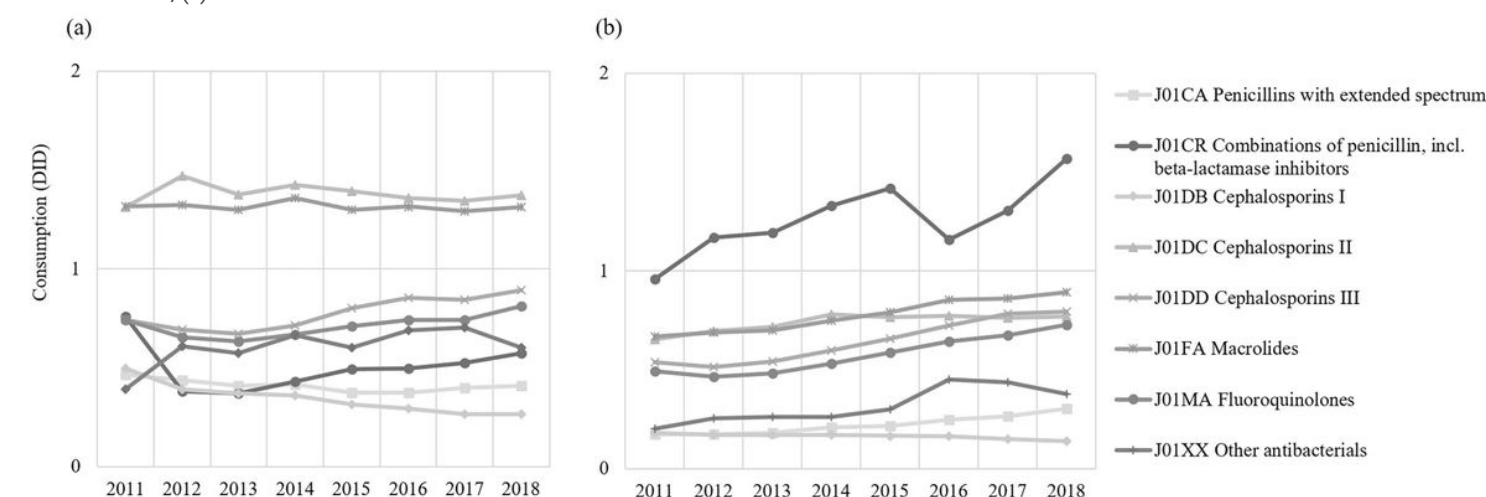 (a)
(b)
Consumption (DID)
2
1
0
2011 2012 2013 2014 2015 2016 2017 2018
2
1
0
2011 2012 2013 2014 2015 2016 2017 2018
J01CA Penicillins with extended spectrum
J01CR Combinations of penicillin, incl.
beta-lactamase inhibitors
J01DB Cephalosporins I
J01DC Cephalosporins II
J01DD Cephalosporins III
J01FA Macrolides
J01MA Fluoroquinolones
J01XX Other antibacterials